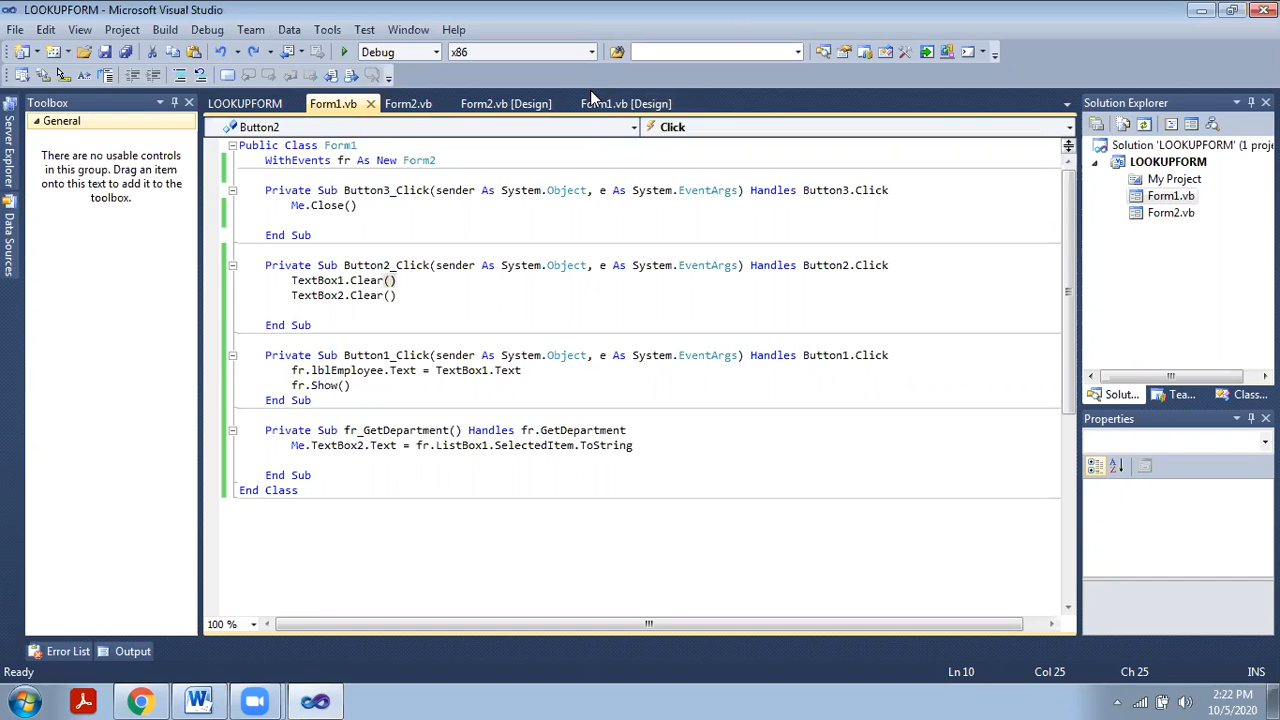 LOOKUPFORM - Microsoft Visual Studio
File Edit View Project Build Debug Team Data Tools Test Window Help
Debug x86
Toolbox
LOOKUPFORM Form1.vb Form2.vb Form2.vb [Design] Form1.vb [Design]
Solution Explorer
General
There are no usable controls
in this group. Drag an item
onto this text to add it to the
toolbox.
Server Explorer
Data Sources
Button2 Click
Public Class Form1
WithEvents fr As New Form2
Private Sub Button3_Click(sender As System.Object, e As System.EventArgs) Handles Button3.Click
Me.Close()
End Sub
Private Sub Button2_Click(sender As System.Object, e As System.EventArgs) Handles Button2.Click
TextBox1.Clear()
TextBox2.Clear()
End Sub
Private Sub Button1_Click(sender As System.Object, e As System.EventArgs) Handles Button1.Click
fr.lblEmployee.Text = TextBox1.Text
fr.Show()
End Sub
Private Sub fr_GetDepartment() Handles fr.GetDepartment
Me.TextBox2.Text = fr.ListBox1.SelectedItem.ToString
End Sub
End Class
100 %
Solution 'LOOKUPFORM' (1 proje
LOOKUPFORM
My Project
Form1.vb
Form2.vb
Solut... Tea... Class...
Properties
Error List Output
Ready Ln 10 Col 25 Ch 25 INS
2:22 PM
10/5/2020